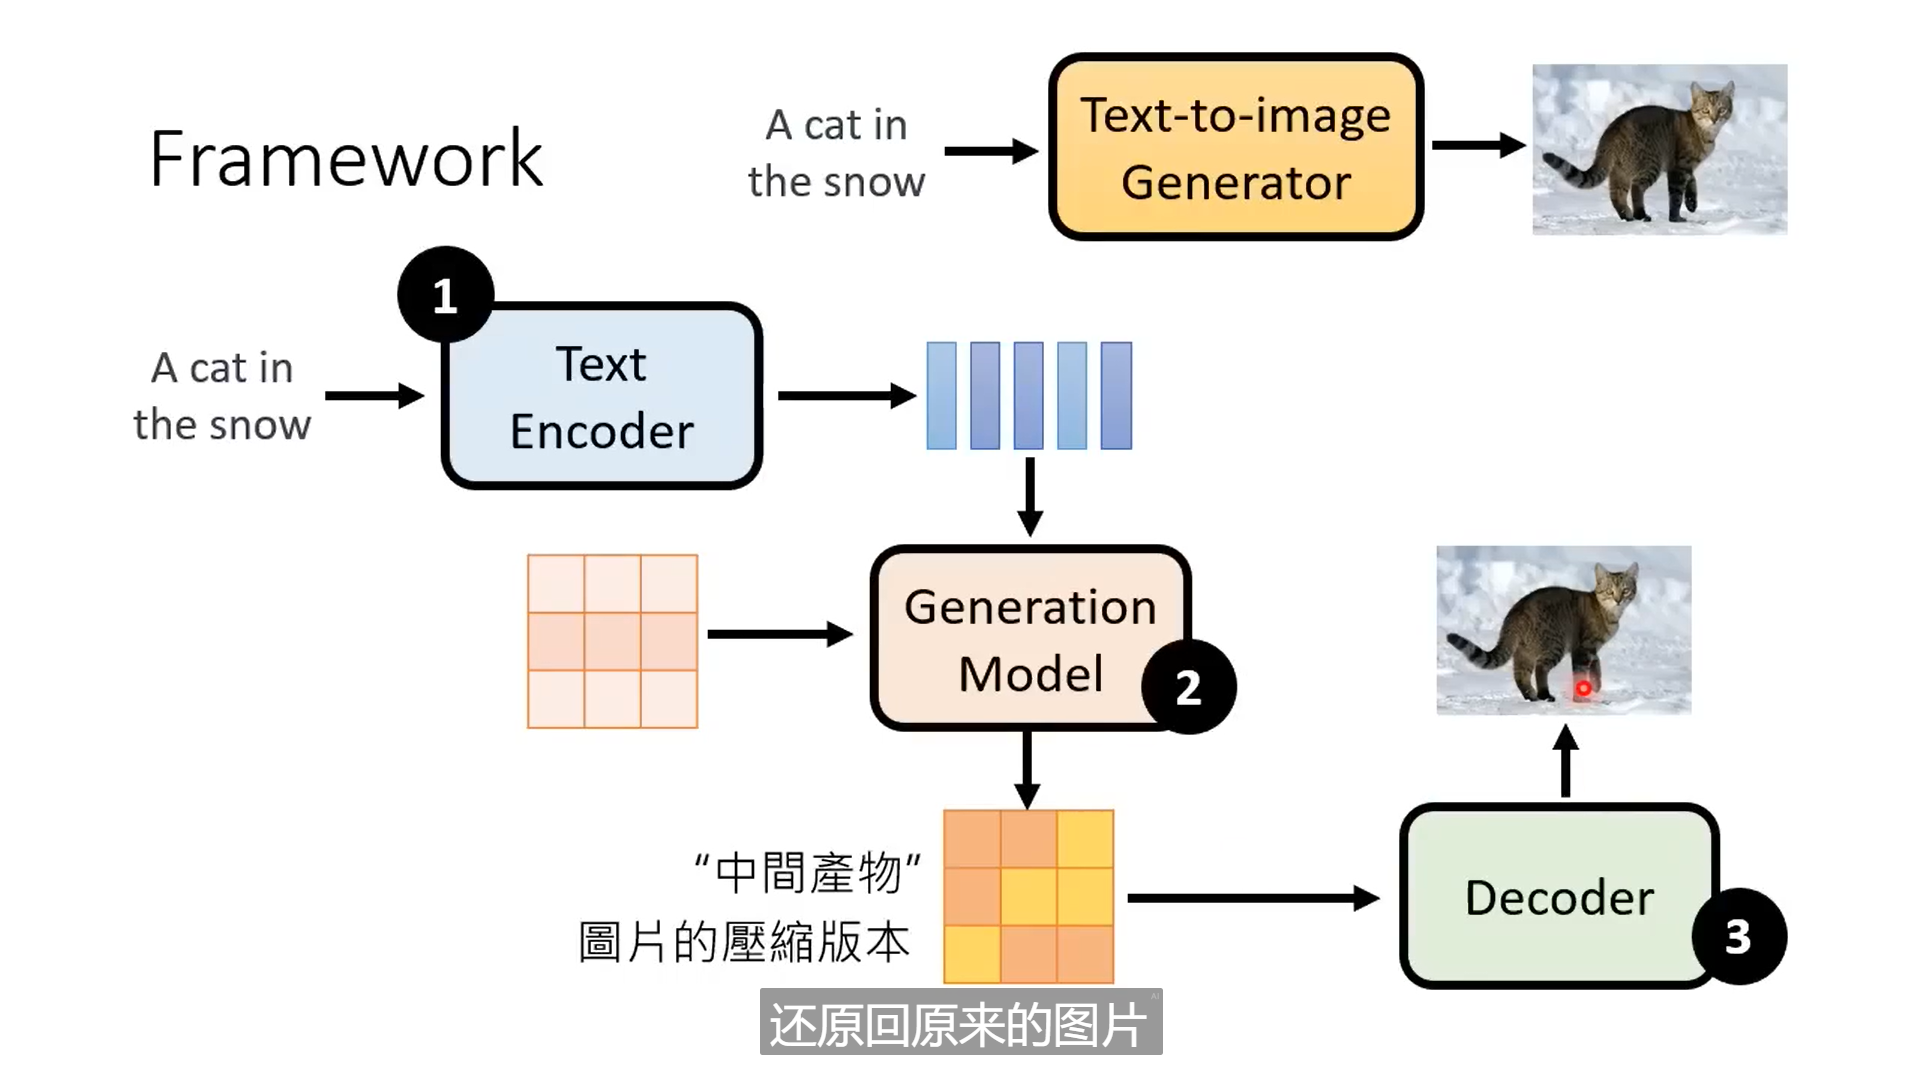 Framework
A cat in
the snow
Text-to-image
Generator
1
A cat in
the snow
Text
Encoder
Generation
Model
2
“中間產物”
圖片的壓縮版本
Decoder
3
AI
还原回原来的图片